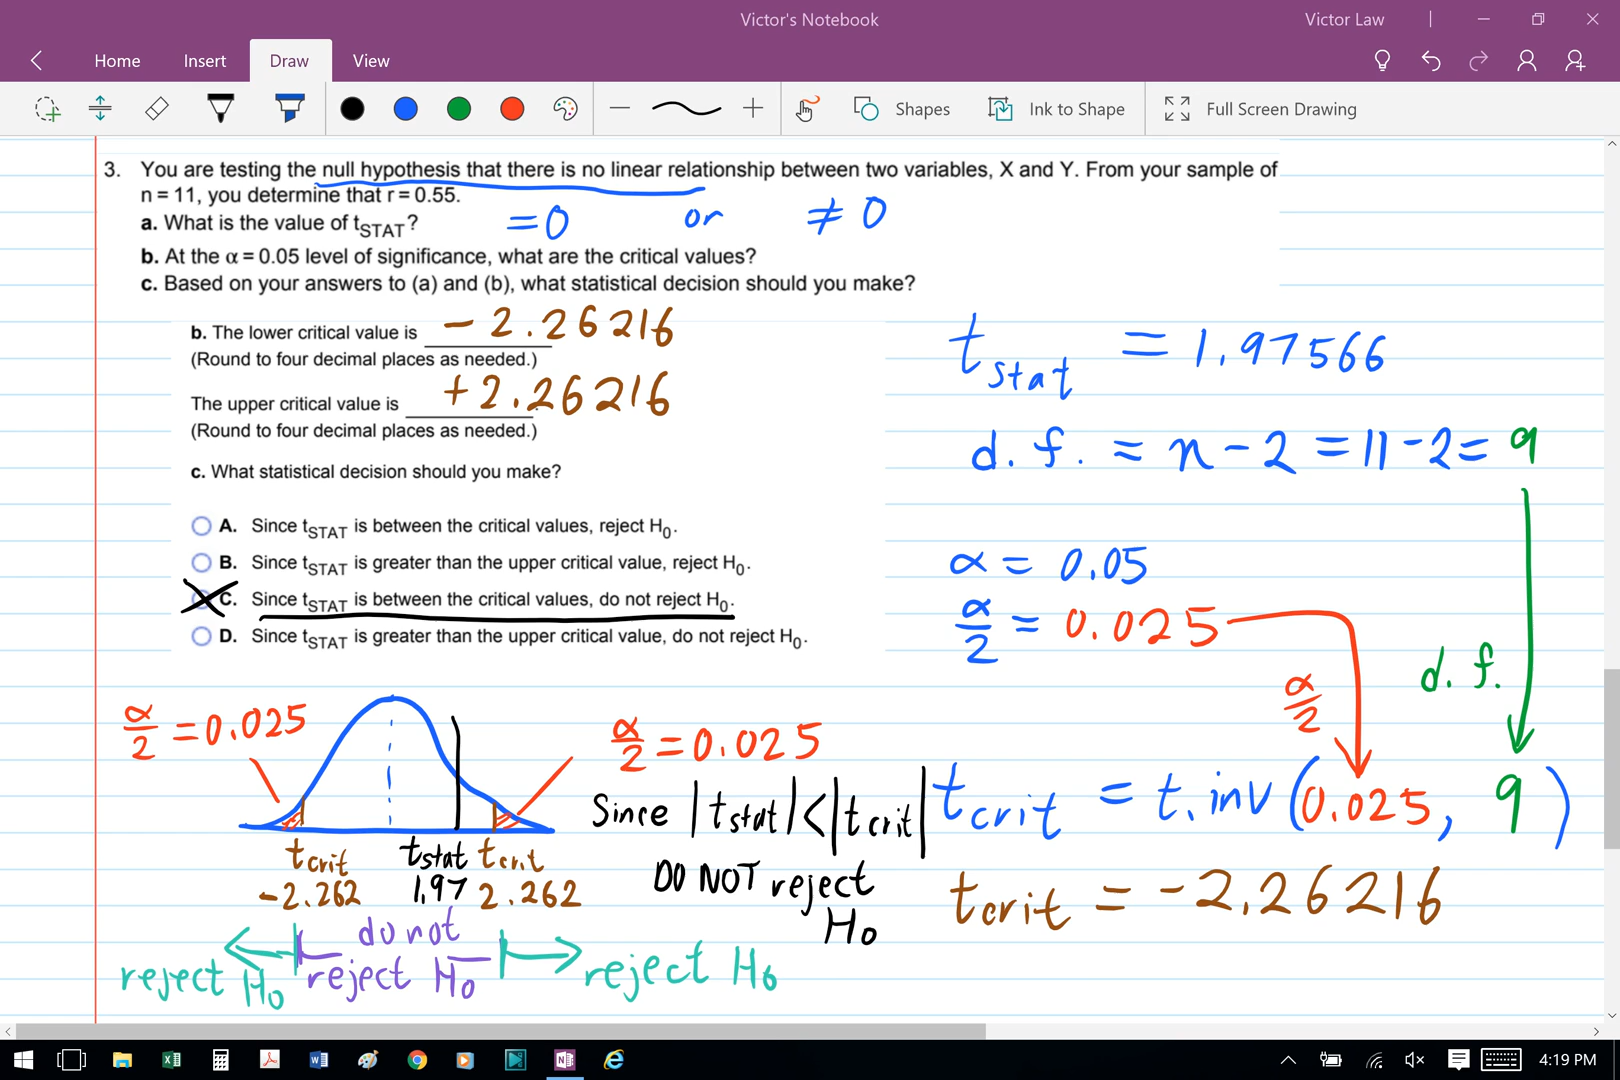 Victor's Notebook
Victor Law
Home Insert Draw View
Shapes Ink to Shape Full Screen Drawing
3. You are testing the null hypothesis that there is no linear relationship between two variables, X and Y. From your sample of
n = 11, you determine that r = 0.55.
a. What is the value of tSTAT?
= 0 or ≠ 0
b. At the α = 0.05 level of significance, what are the critical values?
c. Based on your answers to (a) and (b), what statistical decision should you make?
b. The lower critical value is - 2.26216
(Round to four decimal places as needed.)
The upper critical value is + 2.26216
(Round to four decimal places as needed.)
c. What statistical decision should you make?
A. Since tSTAT is between the critical values, reject H0.
B. Since tSTAT is greater than the upper critical value, reject H0.
C. Since tSTAT is between the critical values, do not reject H0.
D. Since tSTAT is greater than the upper critical value, do not reject H0.
tstat = 1.97566
d.f. = n - 2 = 11 - 2 = 9
α = 0.05
α/2 = 0.025
α/2
d.f.
tcrit = t.inv(0.025, 9)
tcrit = -2.26216
α/2 = 0.025
α/2 = 0.025
tcrit tstat tcrit
-2.262 1.97 2.262
Since |tstat| < |tcrit|
DO NOT reject
H0
reject H0
do not
reject H0
reject H0
4:19 PM